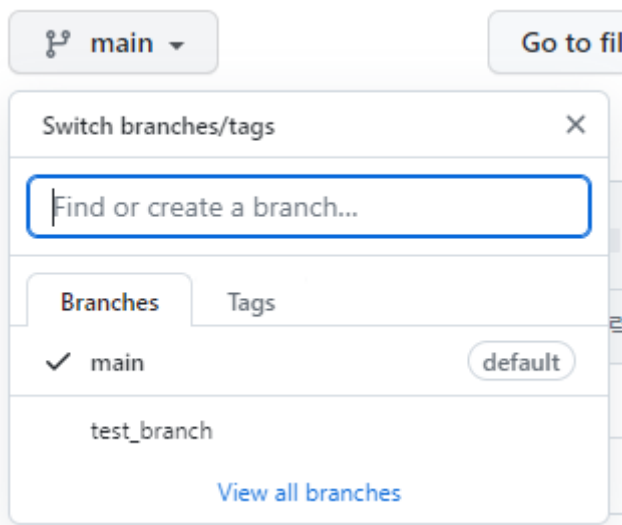 main
Go to fil
Switch branches/tags
Find or create a branch...
Branches
Tags
main
default
test_branch
View all branches